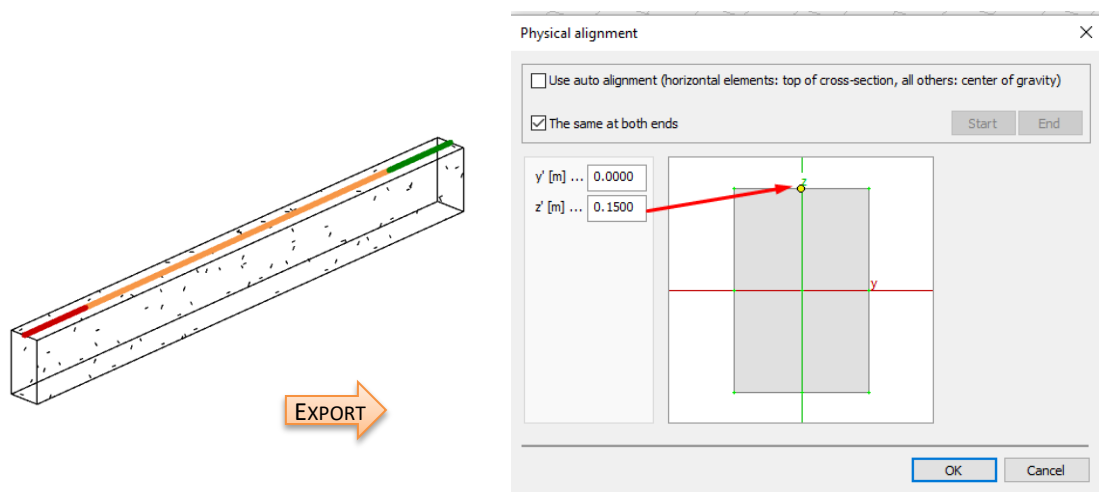 EXPORT
Physical alignment
Use auto alignment (horizontal elements: top of cross-section, all others: center of gravity)
The same at both ends
Start End
y' [m] ... 0.0000
z' [m] ... 0.1500
z
y
OK Cancel